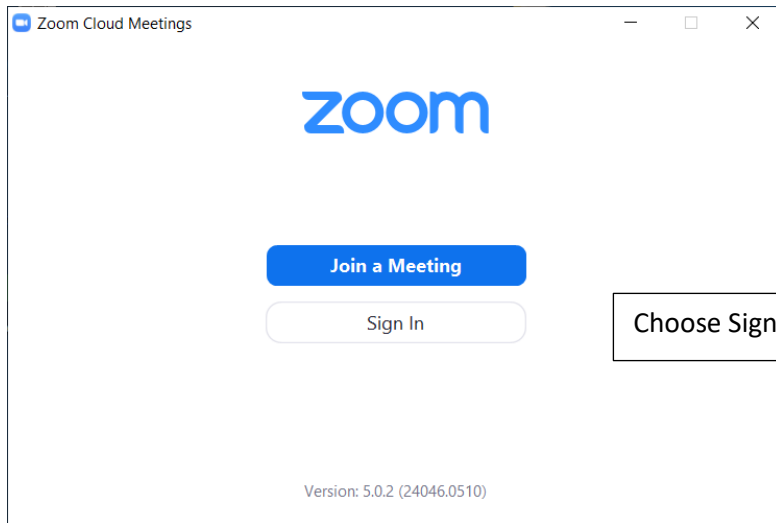 Zoom Cloud Meetings
zoom
Join a Meeting
Sign In
Choose Sign
Version: 5.0.2 (24046.0510)